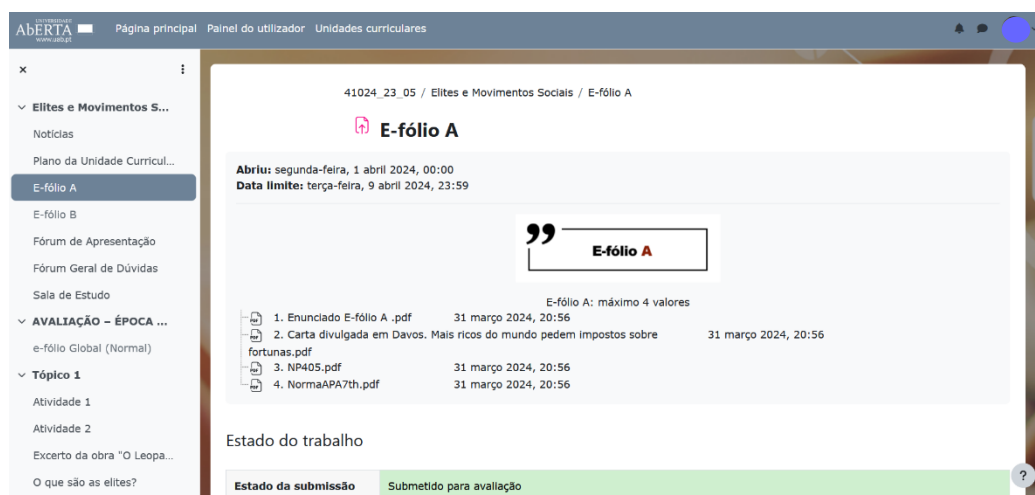 UNIVERSIDADE
AbERTA
www.uab.pt
Página principal Painel do utilizador Unidades curriculares
×
Elites e Movimentos S...
Notícias
Plano da Unidade Curricul...
E-fólio A
E-fólio B
Fórum de Apresentação
Fórum Geral de Dúvidas
Sala de Estudo
AVALIAÇÃO – ÉPOCA ...
e-fólio Global (Normal)
Tópico 1
Atividade 1
Atividade 2
Excerto da obra "O Leopa...
O que são as elites?
41024_23_05 / Elites e Movimentos Sociais / E-fólio A
E-fólio A
Abriu: segunda-feira, 1 abril 2024, 00:00
Data limite: terça-feira, 9 abril 2024, 23:59
E-fólio A
E-fólio A: máximo 4 valores
1. Enunciado E-fólio A .pdf 31 março 2024, 20:56
2. Carta divulgada em Davos. Mais ricos do mundo pedem impostos sobre 31 março 2024, 20:56
fortunas.pdf
3. NP405.pdf 31 março 2024, 20:56
4. NormaAPA7th.pdf 31 março 2024, 20:56
Estado do trabalho
Estado da submissão Submetido para avaliação
?